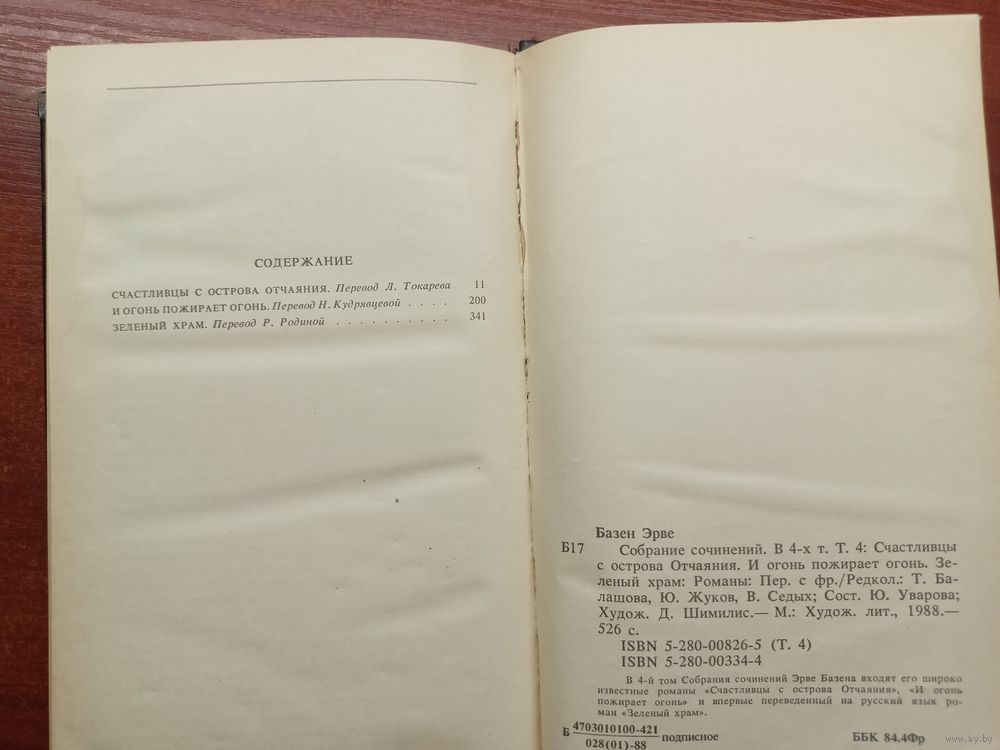 СОДЕРЖАНИЕ
СЧАСТЛИВЦЫ С ОСТРОВА ОТЧАЯНИЯ. Перевод Л. Токарева 11
И ОГОНЬ ПОЖИРАЕТ ОГОНЬ. Перевод Н. Кудрявцевой . . . . 200
ЗЕЛЕНЫЙ ХРАМ. Перевод Р. Родиной . . . . . . . . . . 341
Базен Эрве
Б17 Собрание сочинений. В 4-х т. Т. 4: Счастливцы
с острова Отчаяния. И огонь пожирает огонь. Зе-
леный храм: Романы: Пер. с фр./Редкол.: Т. Ба-
лашова, Ю. Жуков, В. Седых; Сост. Ю. Уварова;
Худож. Д. Шимилис.— М.: Худож. лит., 1988.—
526 с.
ISBN 5-280-00826-5 (Т. 4)
ISBN 5-280-00334-4
В 4-й том Собрания сочинений Эрве Базена входят его широко
известные романы «Счастливцы с острова Отчаяния», «И огонь
пожирает огонь» и впервые переведенный на русский язык ро-
ман «Зеленый храм».
Б 4703010100-421
028(01)-88 подписное ББК 84.4Фр
www.ay.by